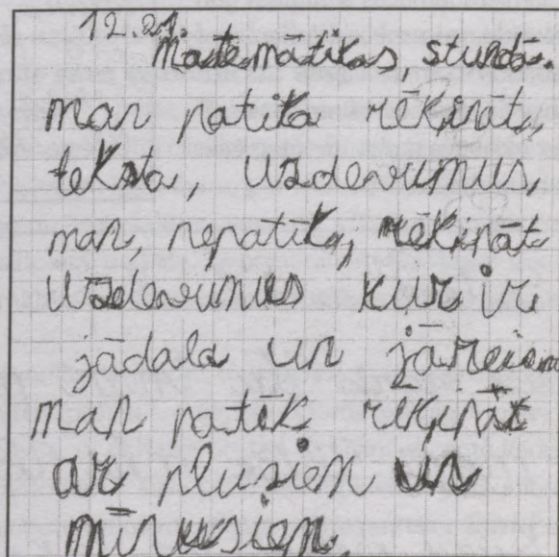 12.21.
Matemātikas, stundā.
man patika rēķināt,
teksta, uzdevumus,
man, nepatika, rēķināt
uzdevumus kur ir
jādala un jāreizina
man patīk rēķināt
ar plusiem un
mīnusiem